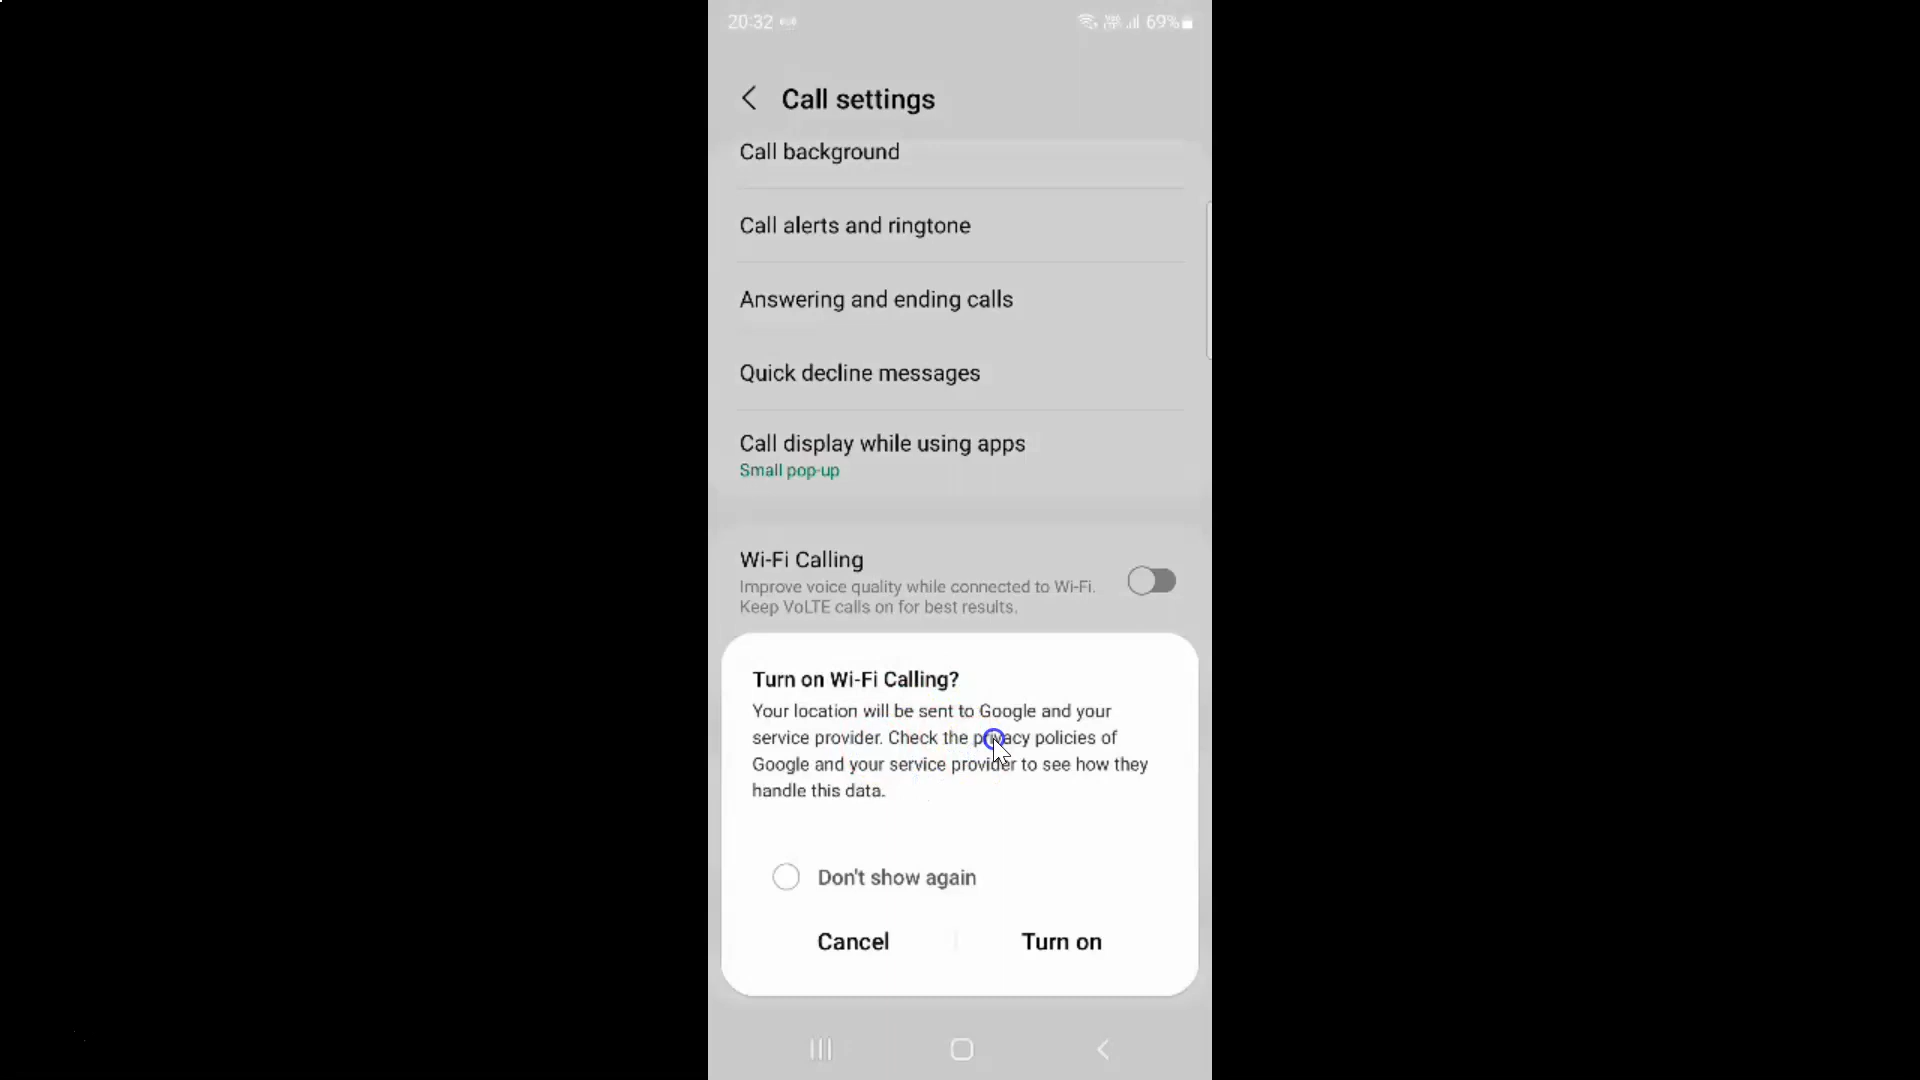 20:32
69%
Call settings
Call background
Call alerts and ringtone
Answering and ending calls
Quick decline messages
Call display while using apps
Small pop-up
Wi-Fi Calling
Improve voice quality while connected to Wi-Fi.
Keep VoLTE calls on for best results.
Turn on Wi-Fi Calling?
Your location will be sent to Google and your
service provider. Check the privacy policies of
Google and your service provider to see how they
handle this data.
Don't show again
Cancel
Turn on